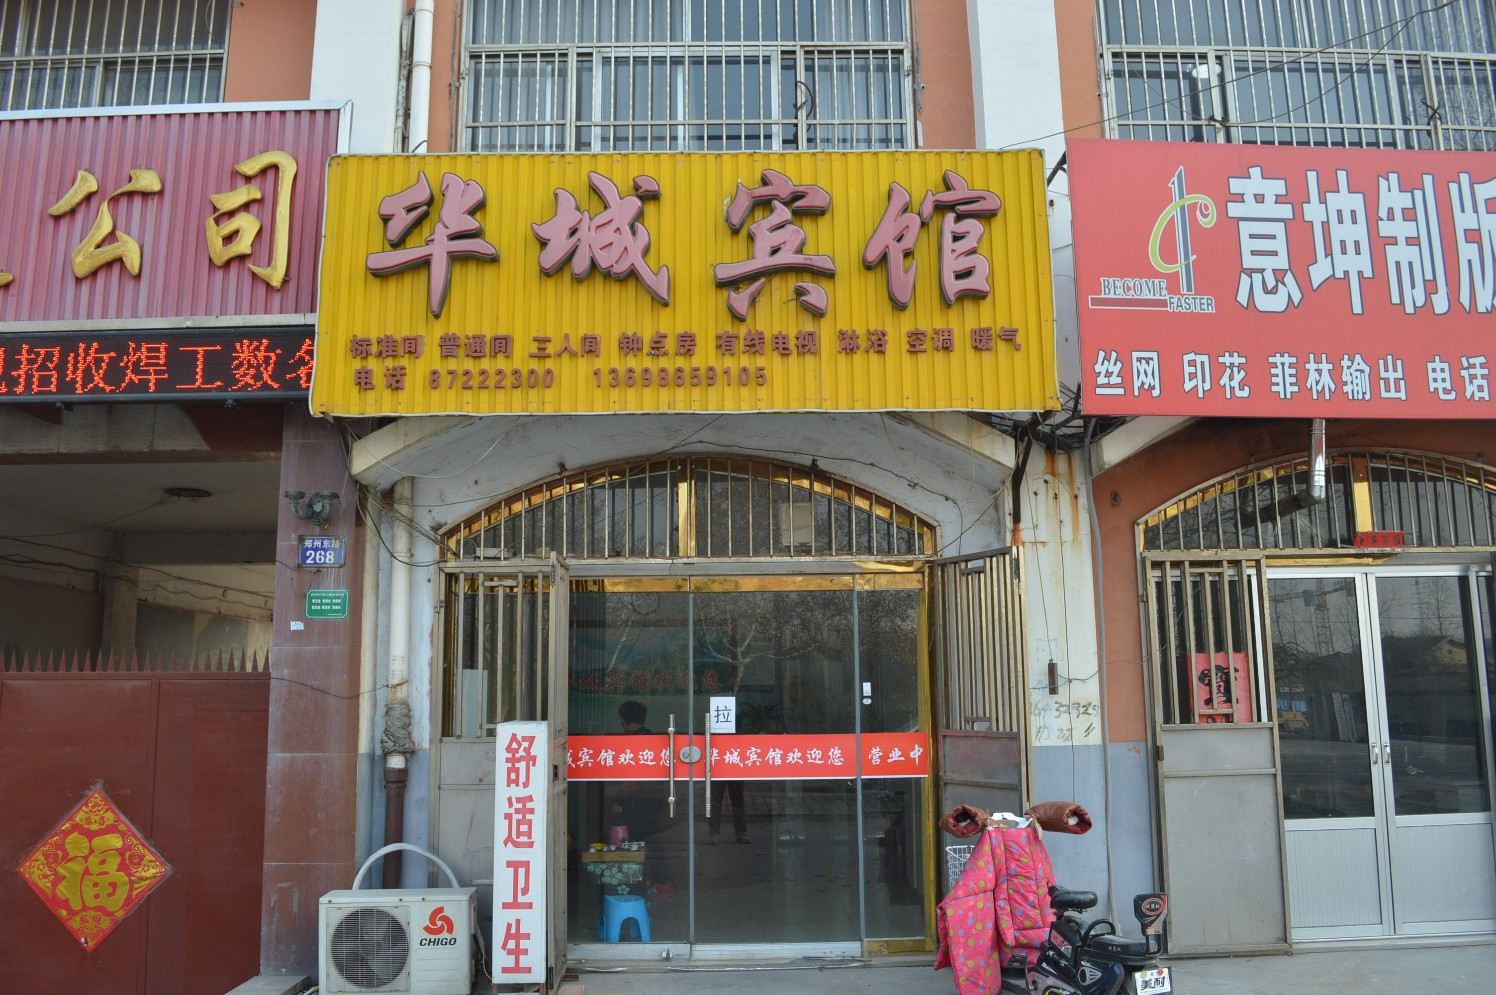 公司
招收焊工数名
华城宾馆
标准间 普通间 三人间 钟点房 有线电视 淋浴 空调 暖气
电话 87222300 13698659105
BECOME
FASTER
意坤制版
丝网 印花 菲林输出 电话
郑州东路
268
拉
城宾馆欢迎您 华城宾馆欢迎您 营业中
舒适卫生
CHIGO
福
美耐